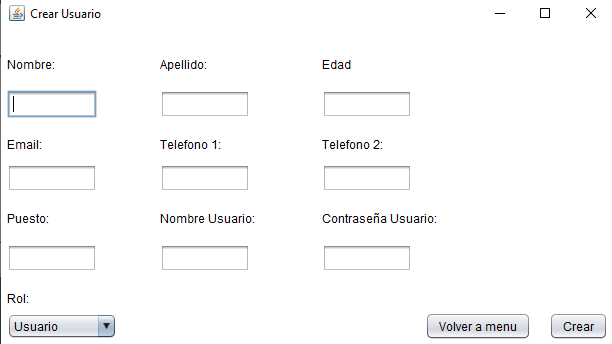 Crear Usuario
Nombre: Apellido: Edad
Email: Telefono 1: Telefono 2:
Puesto: Nombre Usuario: Contraseña Usuario:
Rol:
Usuario Volver a menu Crear